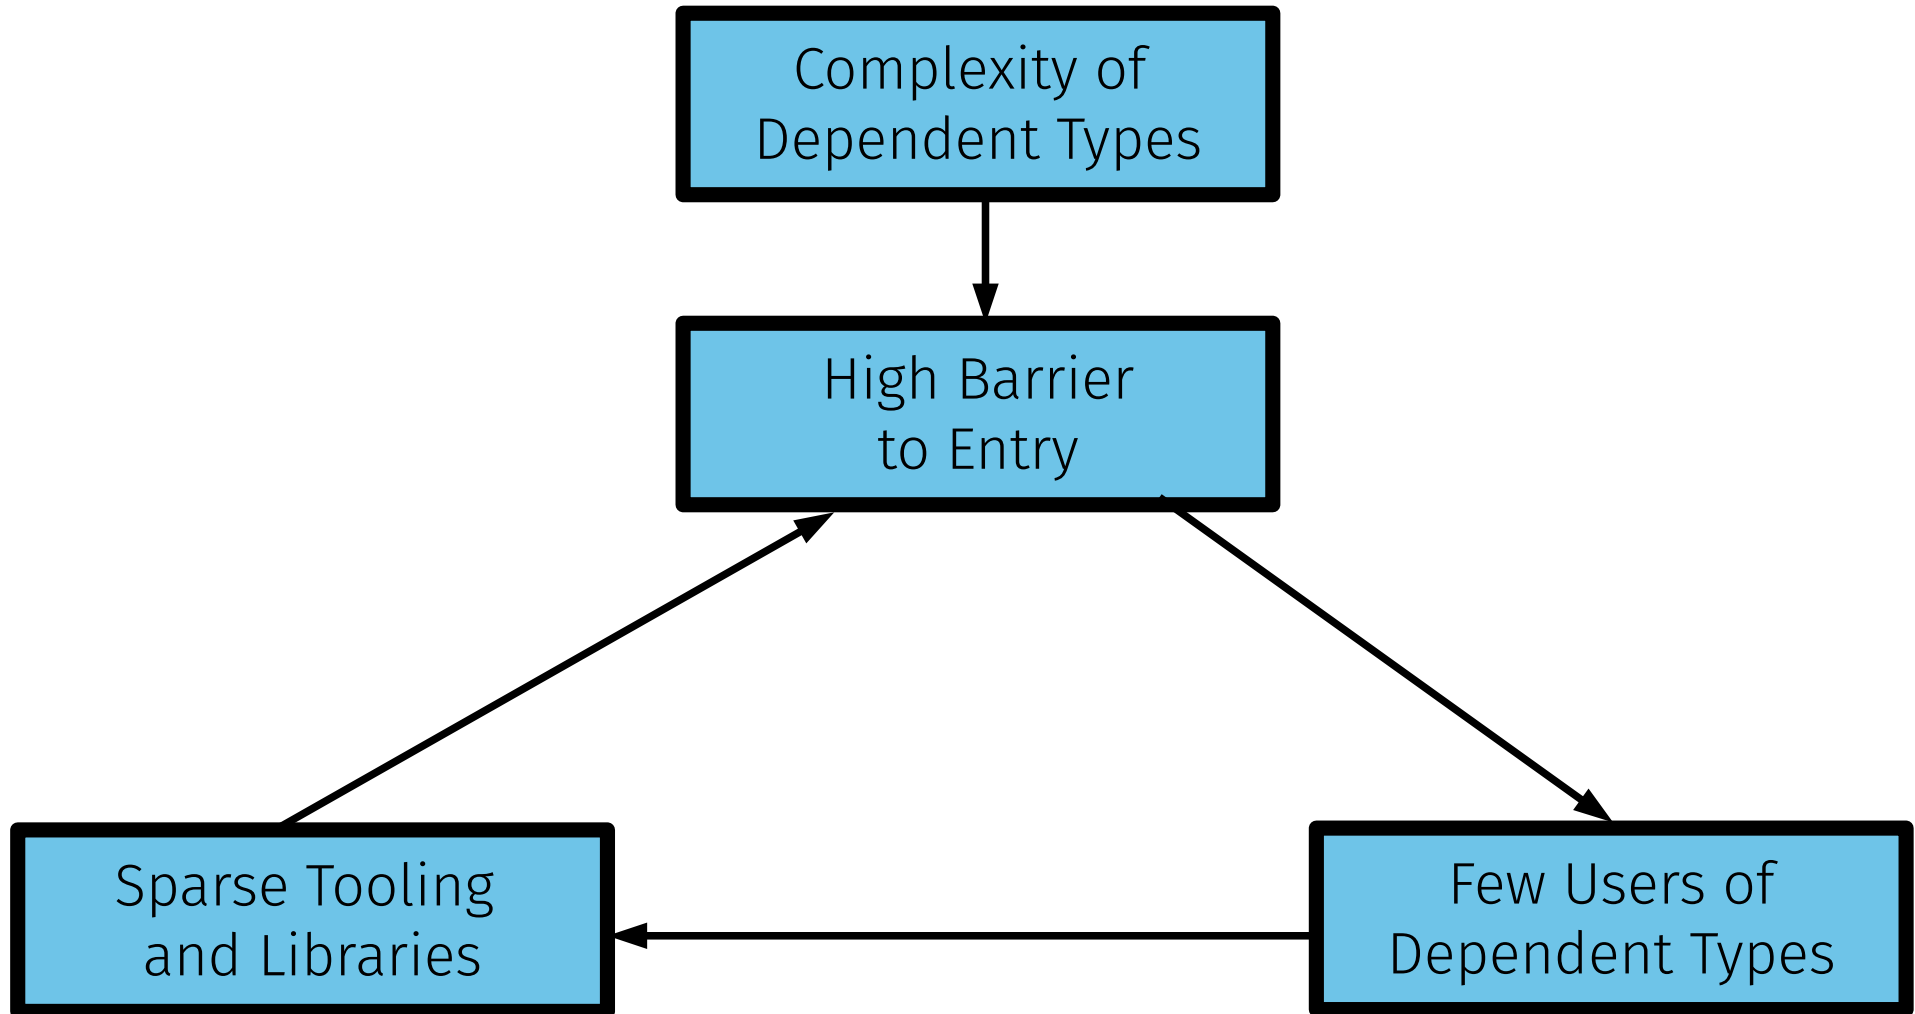 Complexity of
Dependent Types
High Barrier
to Entry
Sparse Tooling
and Libraries
Few Users of
Dependent Types